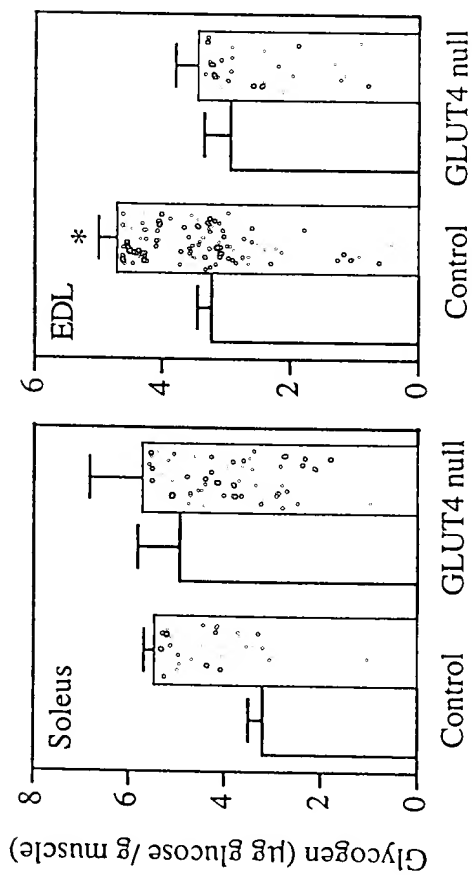 Glycogen (µg glucose /g muscle)
8
6
4
2
0
Soleus
Control
GLUT4 null
6
4
2
0
EDL
*
Control
GLUT4 null